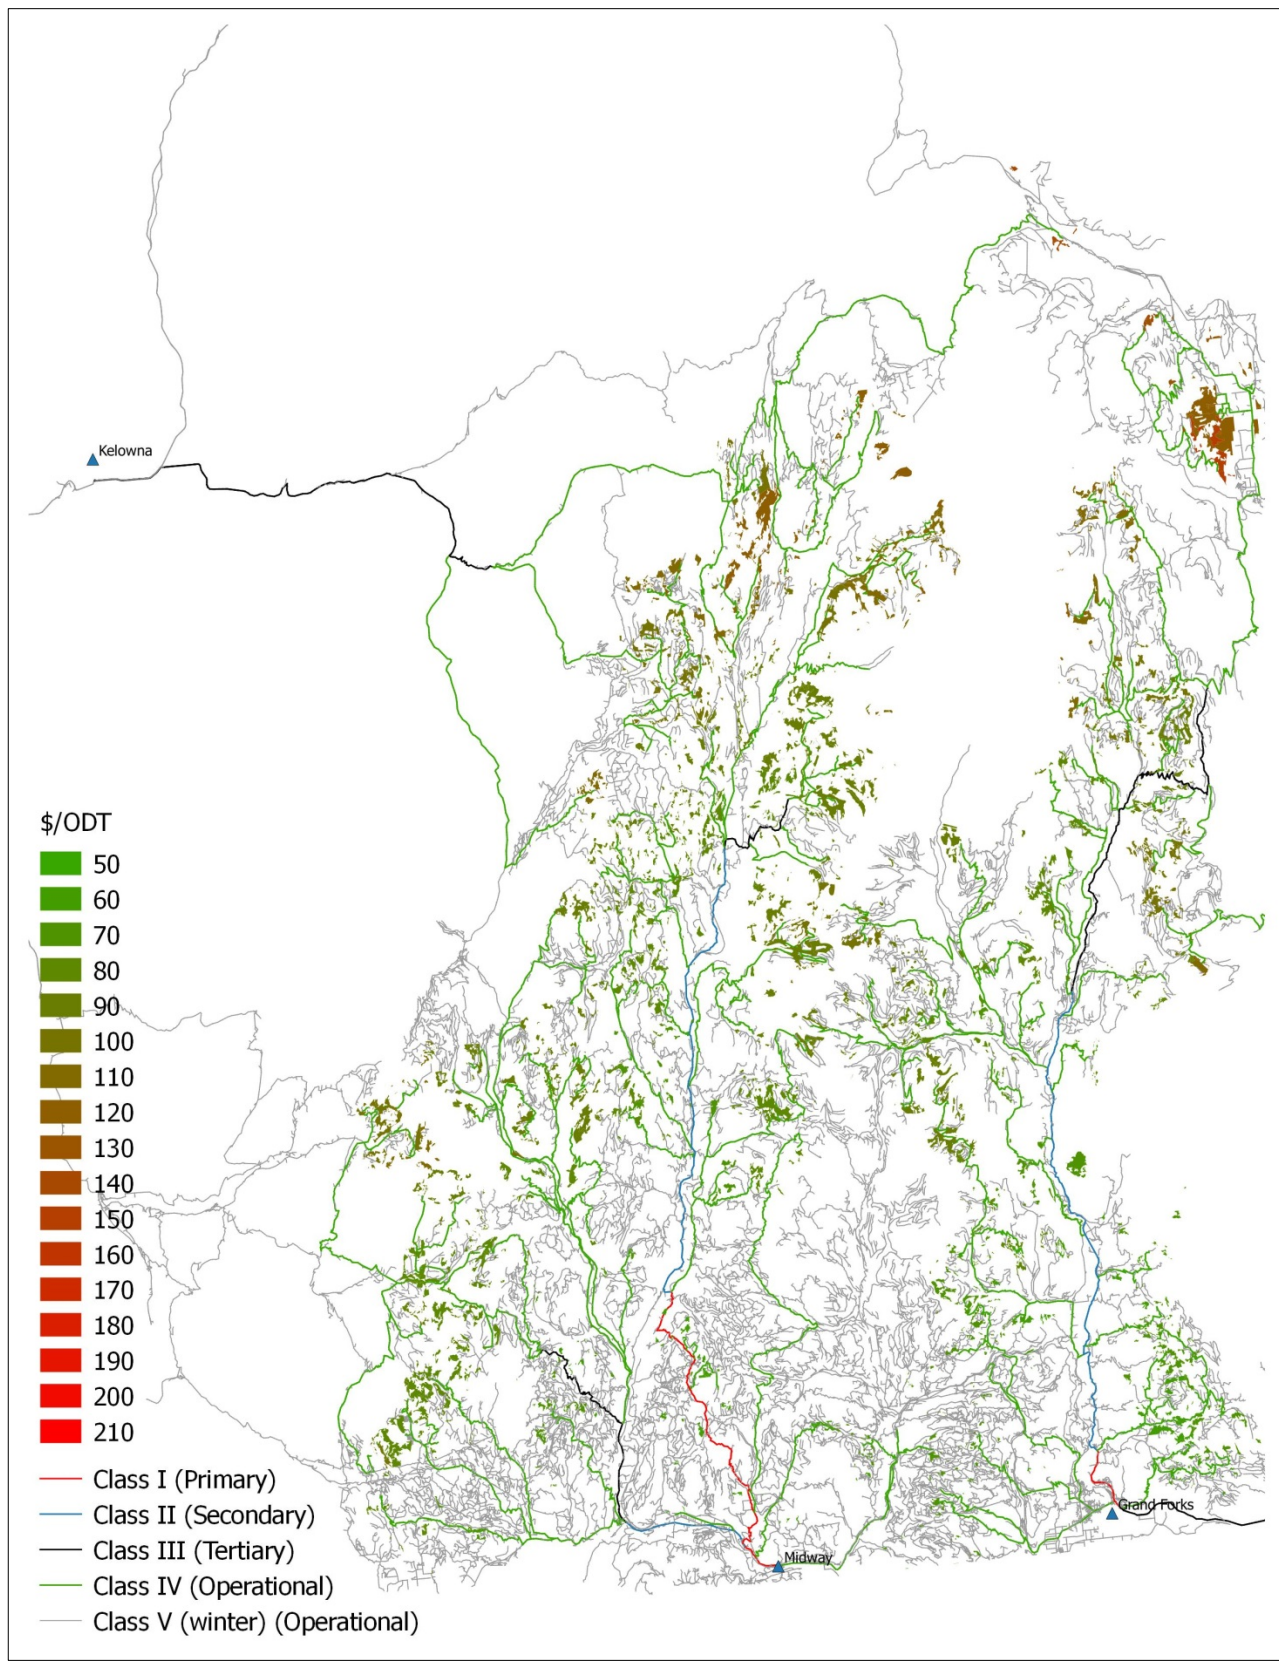 Kelowna
$/ODT
50
60
70
80
90
100
110
120
130
140
150
160
170
180
190
200
210
Class I (Primary)
Class II (Secondary)
Class III (Tertiary)
Class IV (Operational)
Class V (winter) (Operational)
Grand Forks
Midway